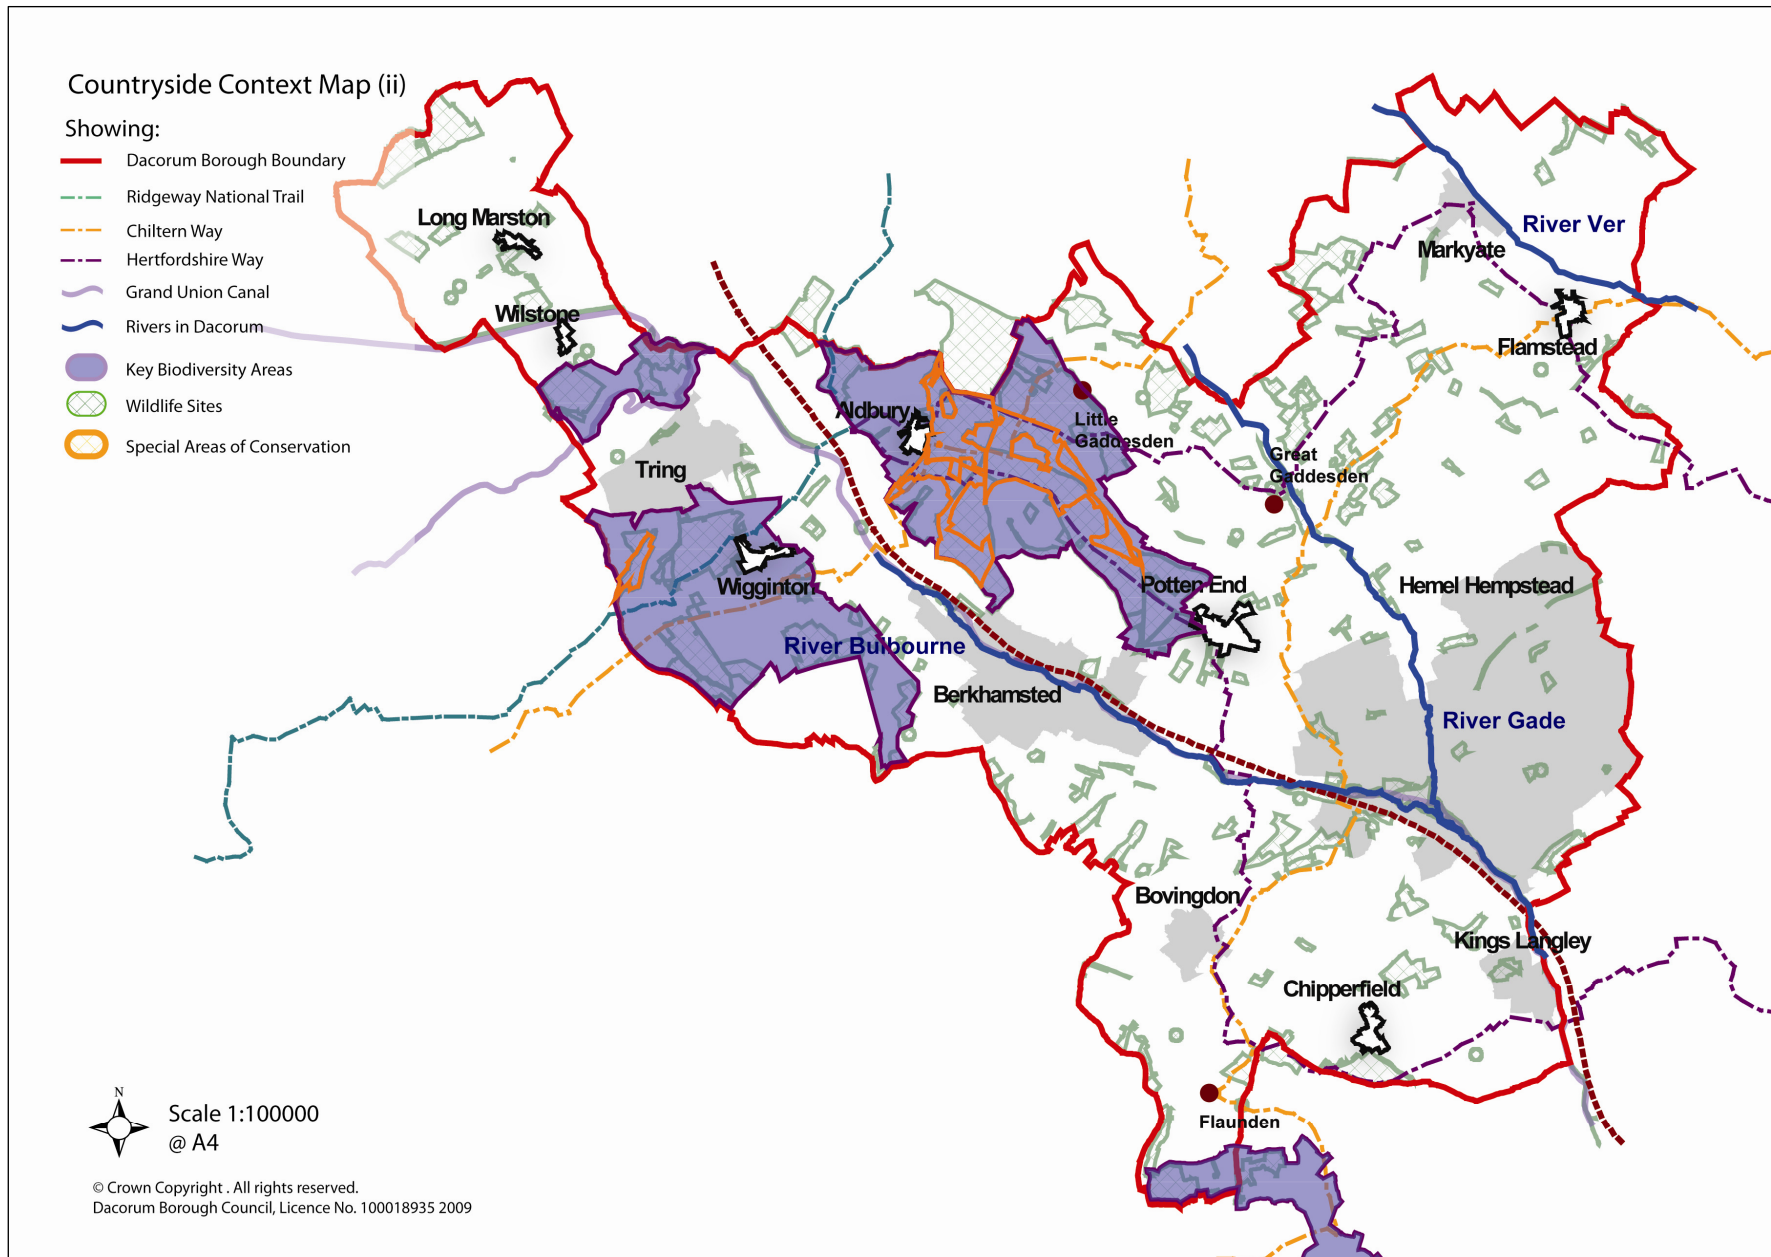 Countryside Context Map (ii)
Showing:
Dacorum Borough Boundary
Ridgeway National Trail
Chiltern Way
Hertfordshire Way
Grand Union Canal
Rivers in Dacorum
Key Biodiversity Areas
Wildlife Sites
Special Areas of Conservation
Long Marston
Wilstone
Tring
Wigginton
Aldbury
Little
Gaddesden
Great
Gaddesden
River Ver
Markyate
Flamstead
Potten End
Hemel Hempstead
River Bulbourne
Berkhamsted
River Gade
Bovingdon
Kings Langley
Chipperfield
Flaunden
N
Scale 1:100000
@ A4
© Crown Copyright . All rights reserved.
Dacorum Borough Council, Licence No. 100018935 2009